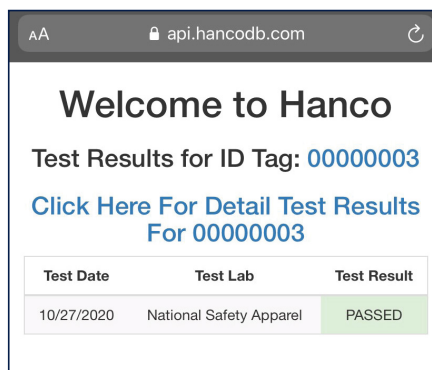 AA api.hancodb.com
Welcome to Hanco
Test Results for ID Tag: 00000003
Click Here For Detail Test Results
For 00000003
Test Date Test Lab Test Result
10/27/2020 National Safety Apparel PASSED